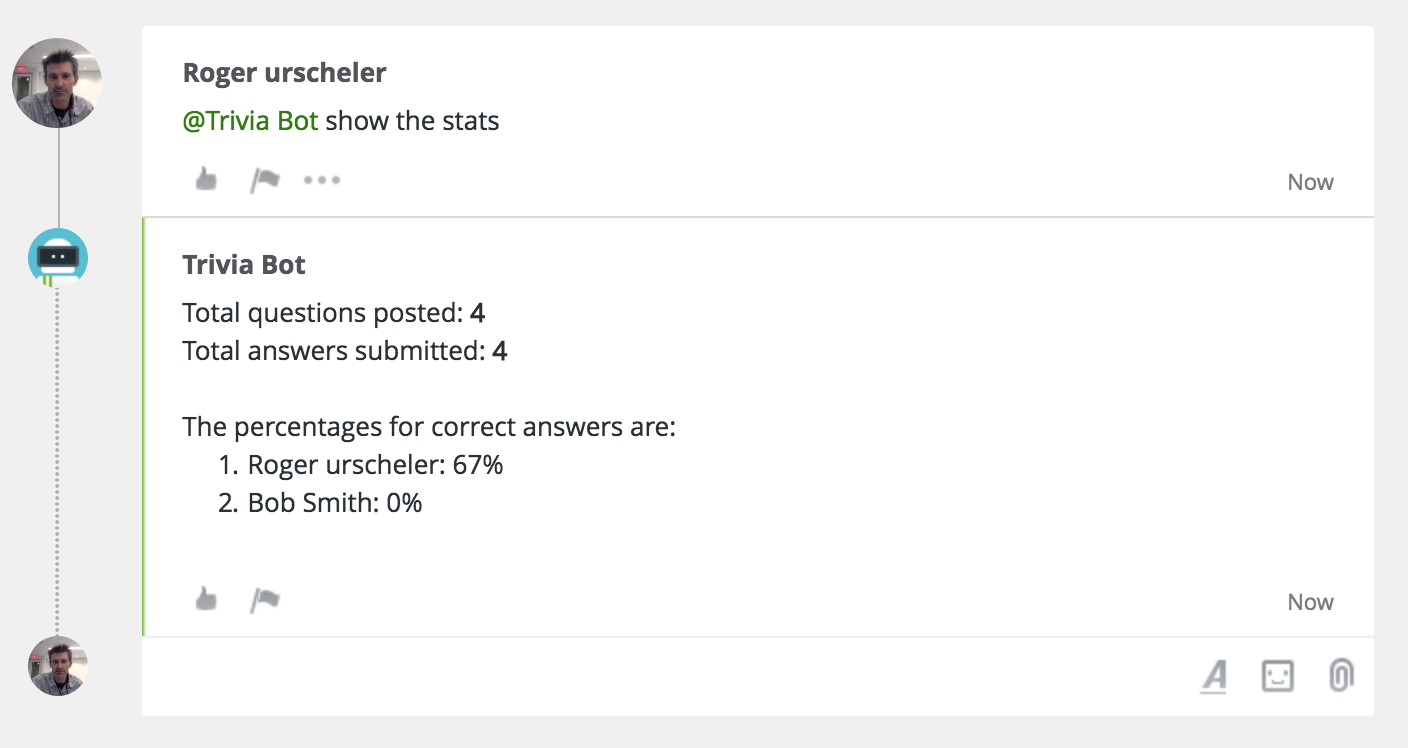 Roger urscheler
@Trivia Bot show the stats
Now
Trivia Bot
Total questions posted: 4
Total answers submitted: 4
The percentages for correct answers are:
1. Roger urscheler: 67%
2. Bob Smith: 0%
Now
A